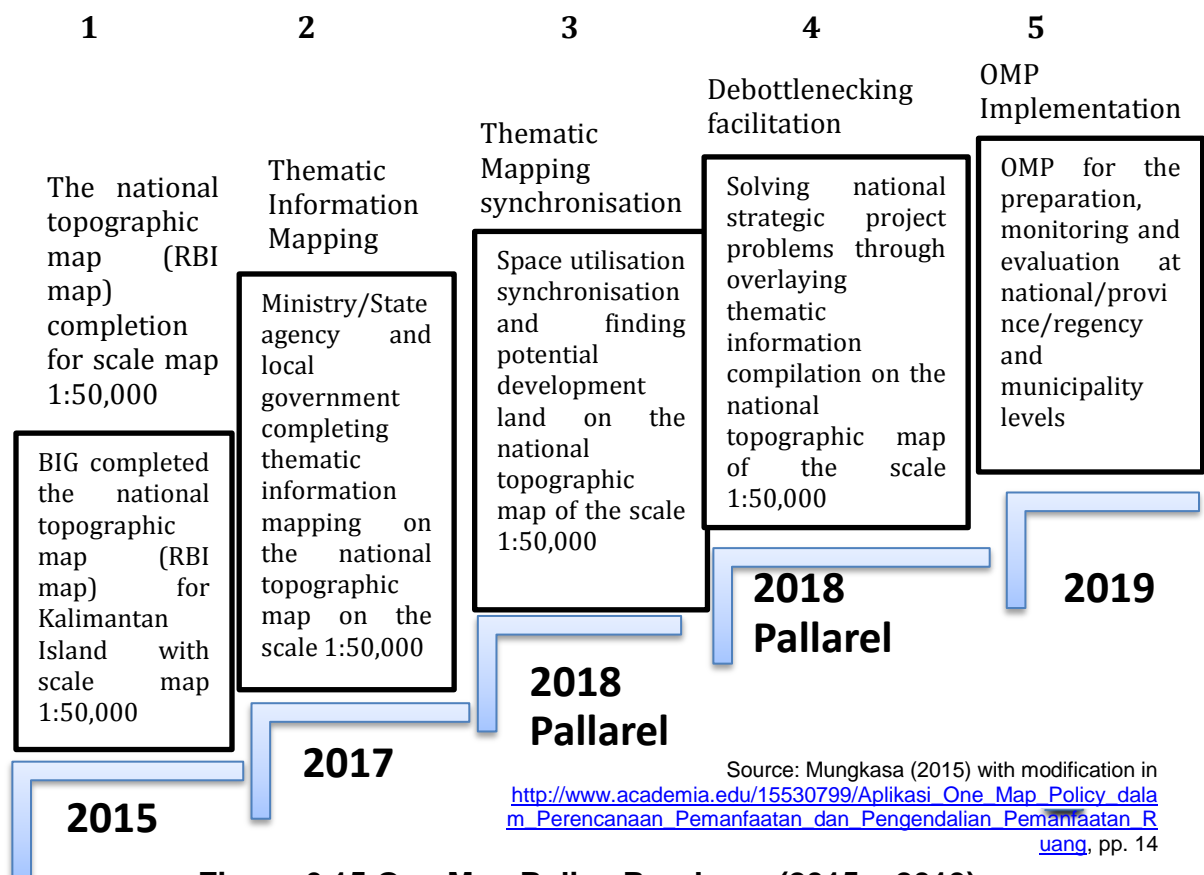 1
2
3
4
5
The national
topographic
map (RBI
map)
completion
for scale map
1:50,000
BIG completed
the national
topographic
map (RBI
map) for
Kalimantan
Island with
scale map
1:50,000
2015
Thematic
Information
Mapping
Ministry/State
agency and
local
government
completing
thematic
information
mapping on
the national
topographic
map on the
scale 1:50,000
2017
Thematic
Mapping
synchronisation
Space utilisation
synchronisation
and finding
potential
development
land on the
national
topographic
map of the scale
1:50,000
2018
Pallarel
Debottlenecking
facilitation
Solving national
strategic project
problems through
overlaying
thematic
information
compilation on the
national
topographic map
of the scale
1:50,000
2018
Pallarel
OMP
Implementation
OMP for the
preparation,
monitoring and
evaluation at
national/provi
nce/regency
and
municipality
levels
2019
Source: Mungkasa (2015) with modification in
http://www.academia.edu/15530799/Aplikasi_One_Map_Policy_dala
m_Perencanaan_Pemanfaatan_dan_Pengendalian_Pemanfaatan_R
uang, pp. 14